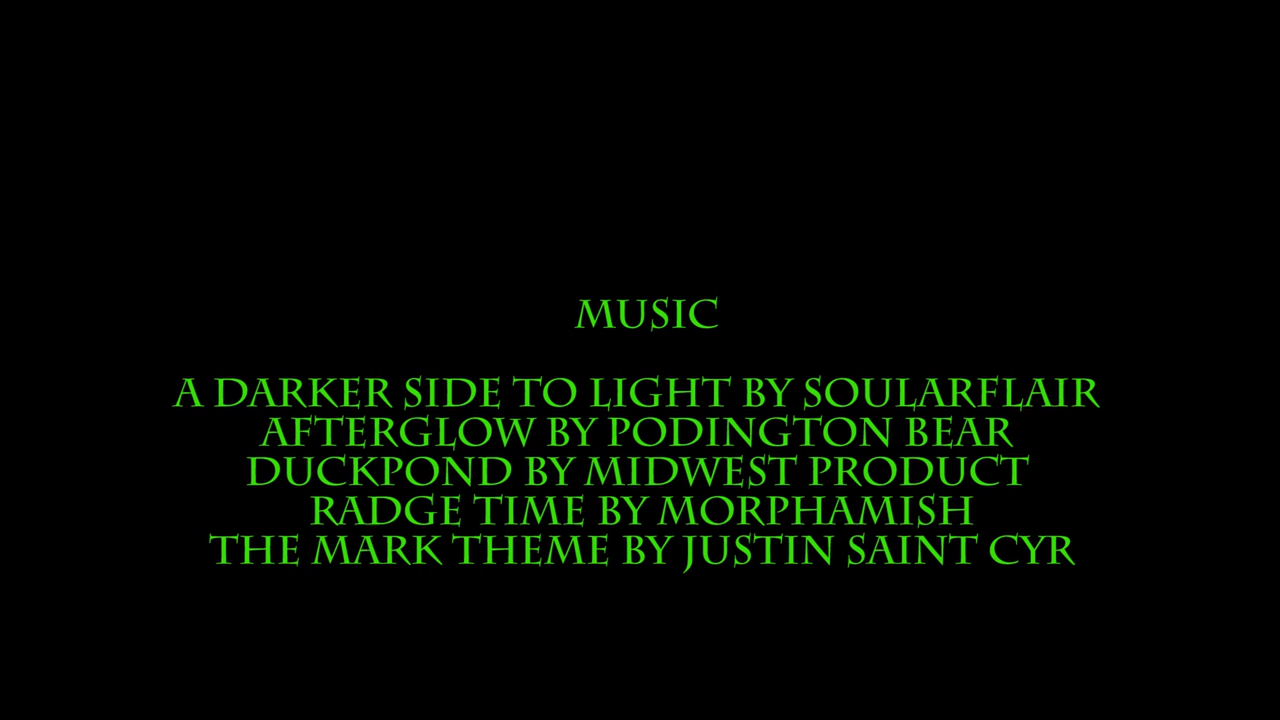 MUSIC
A DARKER SIDE TO LIGHT BY SOULARFLAIR
AFTERGLOW BY PODINGTON BEAR
DUCKPOND BY MIDWEST PRODUCT
RADGE TIME BY MORPHAMISH
THE MARK THEME BY JUSTIN SAINT CYR